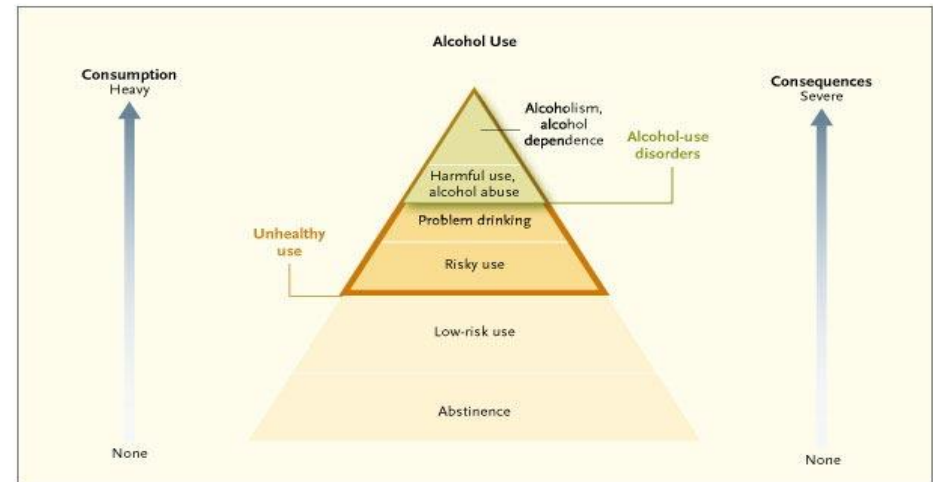 Alcohol Use
Consumption
Heavy
Consequences
Severe
Alcoholism,
alcohol
dependence
Alcohol-use
disorders
Harmful use,
alcohol abuse
Problem drinking
Unhealthy
use
Risky use
Low-risk use
Abstinence
None
None